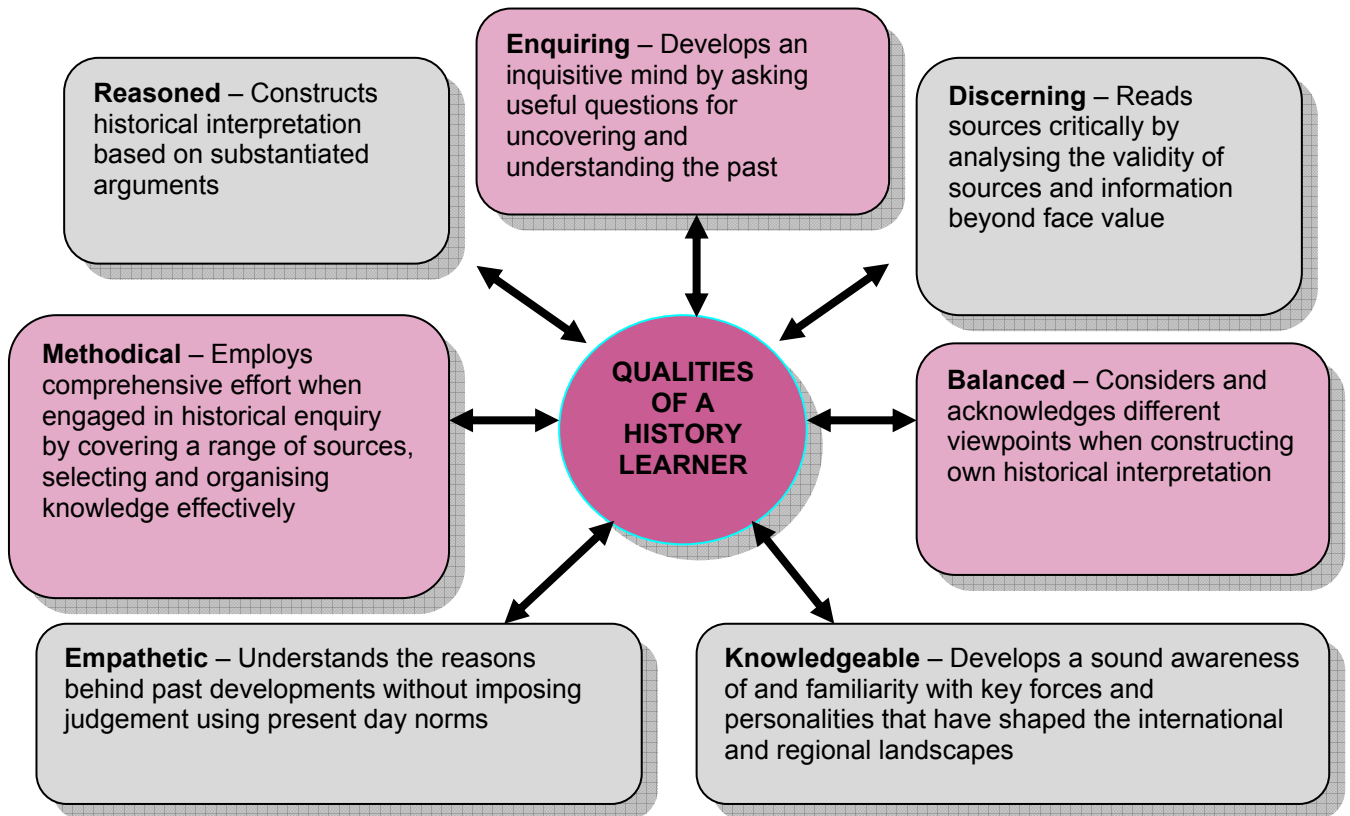 Enquiring – Develops an
inquisitive mind by asking
useful questions for
uncovering and
understanding the past
Reasoned – Constructs
historical interpretation
based on substantiated
arguments
Discerning – Reads
sources critically by
analysing the validity of
sources and information
beyond face value
Methodical – Employs
comprehensive effort when
engaged in historical enquiry
by covering a range of sources,
selecting and organising
knowledge effectively
QUALITIES
OF A
HISTORY
LEARNER
Balanced – Considers and
acknowledges different
viewpoints when constructing
own historical interpretation
Empathetic – Understands the reasons
behind past developments without imposing
judgement using present day norms
Knowledgeable – Develops a sound awareness
of and familiarity with key forces and
personalities that have shaped the international
and regional landscapes